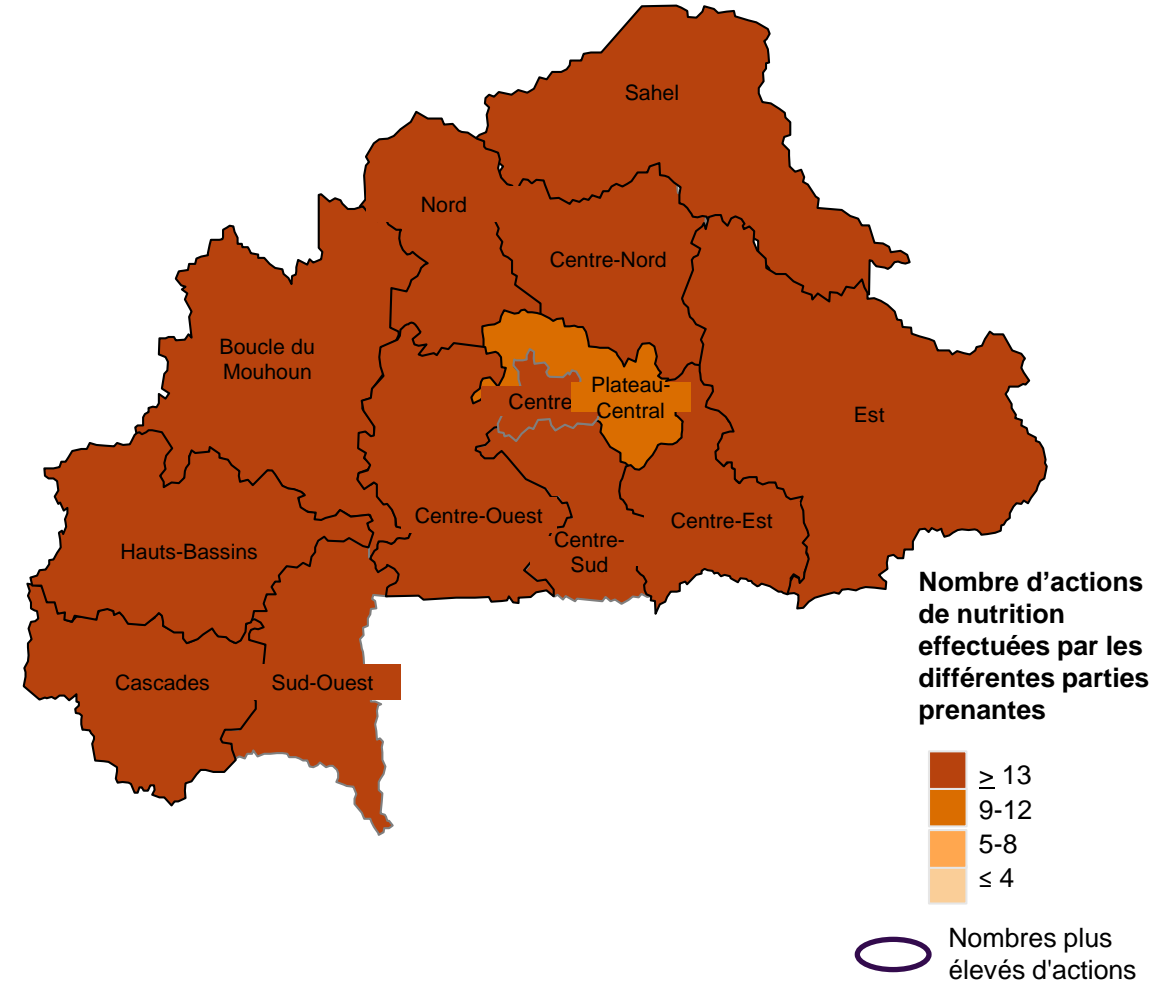 Sahel
Nord
Centre-Nord
Boucle du
Mouhoun
Plateau-
Centre
Central
Est
Centre-Ouest
Centre-Est
Centre-
Sud
Hauts-Bassins
Cascades
Sud-Ouest
Nombre d’actions
de nutrition
effectuées par les
différentes parties
prenantes
≥ 13
9-12
5-8
≤ 4
Nombres plus
élevés d'actions